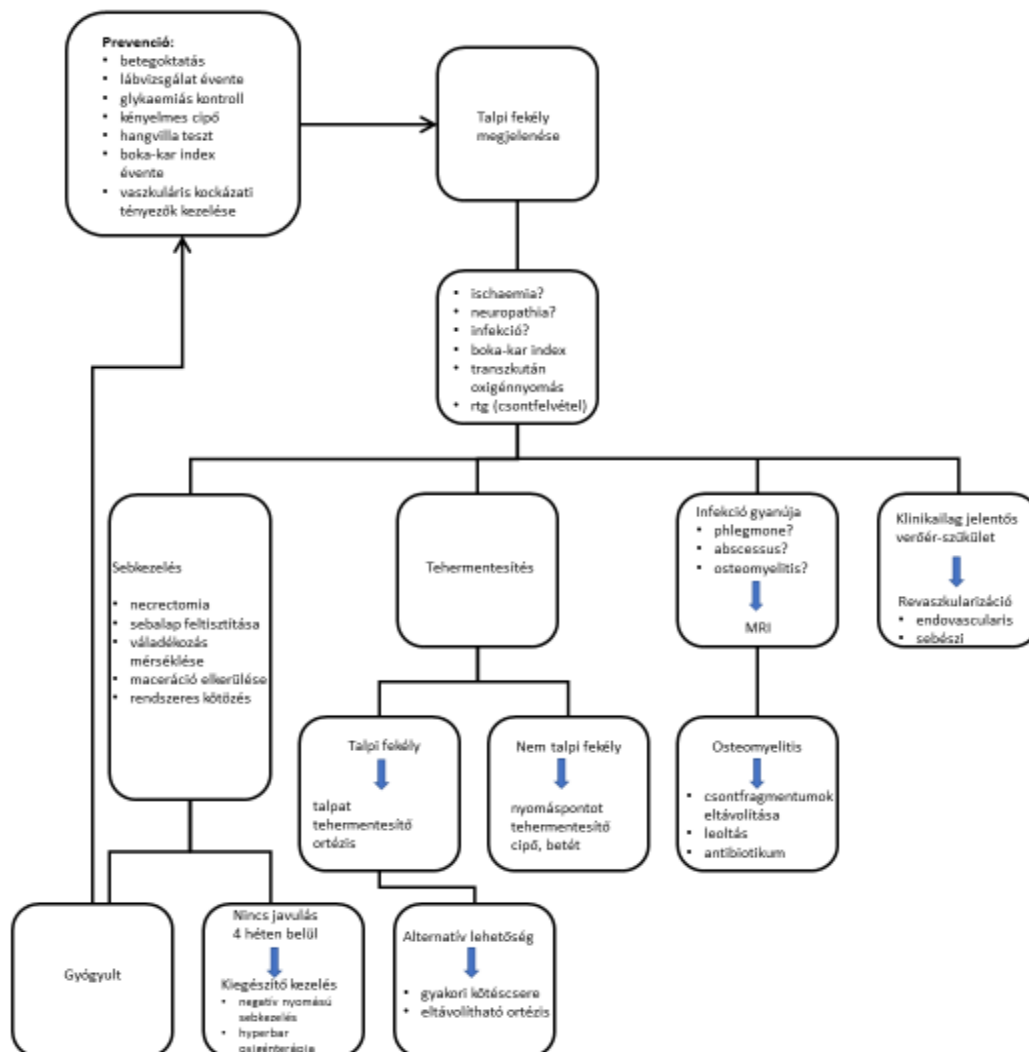 Prevenció:
• betegoktatás
• lábvizsgálat évente
• glykaemiás kontroll
• kényelmes cipő
• hangvilla teszt
• boka-kar index
évente
• vaszkuláris kockázati
tényezők kezelése
Talpi fekély
megjelenése
• ischaemia?
• neuropathia?
• infekció?
• boka-kar index
• transzkután
oxigénnyomás
• rtg (csontfelvétel)
Sebkezelés
• necrectomia
• sebalap feltisztítása
• váladékozás
mérséklése
• maceráció elkerülése
• rendszeres kötözés
Tehermentesítés
Infekció gyanúja
• phlegmone?
• abscessus?
• osteomyelitis?
MRI
Klinikailag jelentős
verőér-szűkület
Revaszkularizáció
• endovascularis
• sebészi
Talpi fekély
talpat
tehermentesítő
ortézis
Nem talpi fekély
nyomáspontot
tehermentesítő
cipő, betét
Osteomyelitis
• csontfragmentumok
eltávolítása
• leoltás
• antibiotikum
Gyógyult
Nincs javulás
4 héten belül
Kiegészítő kezelés
• negatív nyomású
sebkezelés
• hyperbar
oxigénterápia
Alternatív lehetőség
• gyakori kötéscsere
• eltávolítható ortézis